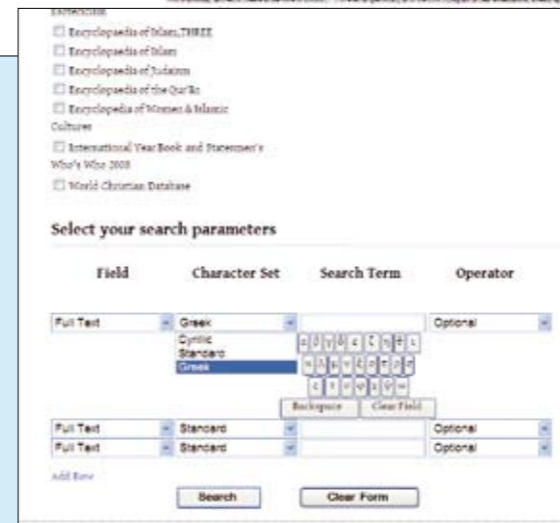 Esotericism
Encyclopaedia of Islam, THREE
Encyclopaedia of Islam
Encyclopaedia of Judaism
Encyclopaedia of the Qur'ān
Encyclopedia of Women & Islamic
Cultures
International Year Book and Statesmen's
Who's Who 2008
World Christian Database
Select your search parameters
Field Character Set Search Term Operator
Full Text Greek Optional
Cyrillic
Standard
Greek
Backspace Clear Field
Full Text Standard Optional
Full Text Standard Optional
Add Row
Search Clear Form